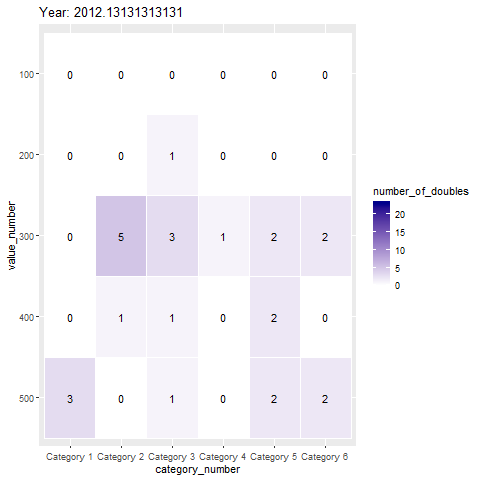 Year: 2012.13131313131
100 0 0 0 0 0 0
200 0 0 1 0 0 0
300 0 5 3 1 2 2
400 0 1 1 0 2 0
500 3 0 1 0 2 2
Category 1 Category 2 Category 3 Category 4 Category 5 Category 6
category_number
value_number
number_of_doubles
20
15
10
5
0